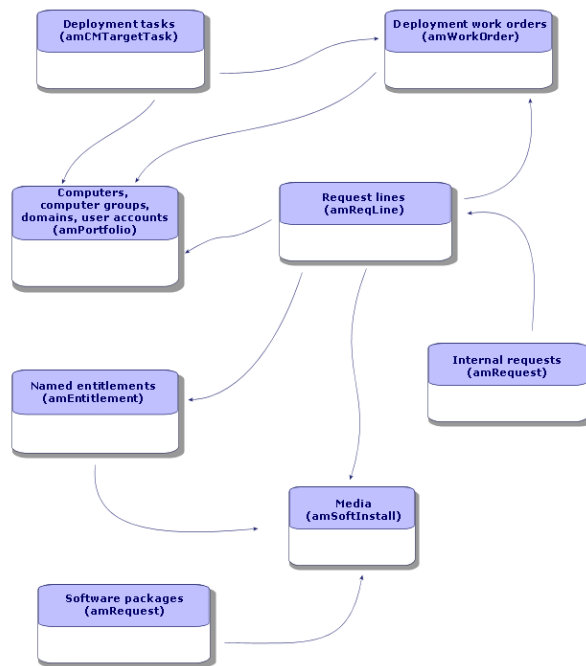 Deployment tasks
(amCMTargetTask)
Deployment work orders
(amWorkOrder)
Computers,
computer groups,
domains, user accounts
(amPortfolio)
Request lines
(amReqLine)
Internal requests
(amRequest)
Named entitlements
(amEntitlement)
Media
(amSoftInstall)
Software packages
(amRequest)